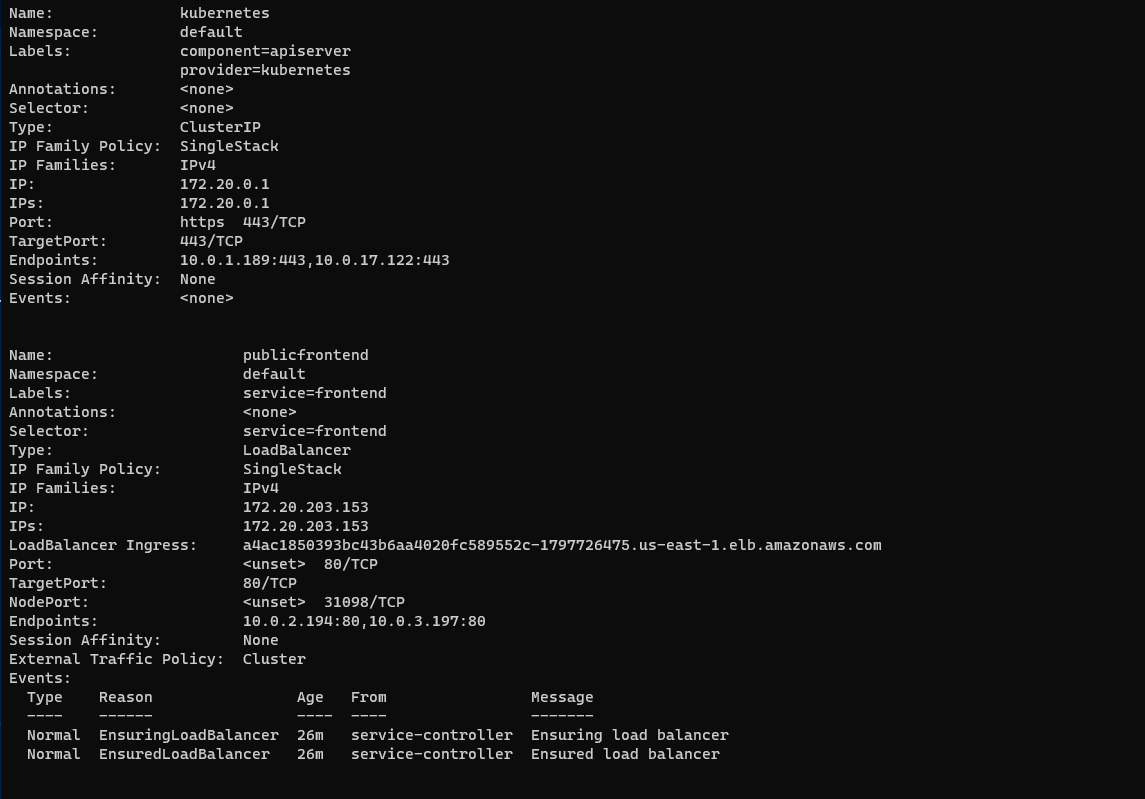 Name:              kubernetes
Namespace:         default
Labels:            component=apiserver
                   provider=kubernetes
Annotations:       <none>
Selector:          <none>
Type:              ClusterIP
IP Family Policy:  SingleStack
IP Families:       IPv4
IP:                172.20.0.1
IPs:               172.20.0.1
Port:              https  443/TCP
TargetPort:        443/TCP
Endpoints:         10.0.1.189:443,10.0.17.122:443
Session Affinity:  None
Events:            <none>
Name:                     publicfrontend
Namespace:                default
Labels:                   service=frontend
Annotations:              <none>
Selector:                 service=frontend
Type:                     LoadBalancer
IP Family Policy:         SingleStack
IP Families:              IPv4
IP:                       172.20.203.153
IPs:                      172.20.203.153
LoadBalancer Ingress:     a4ac1850393bc43b6aa4020fc589552c-1797726475.us-east-1.elb.amazonaws.com
Port:                     <unset>  80/TCP
TargetPort:               80/TCP
NodePort:                 <unset>  31098/TCP
Endpoints:                10.0.2.194:80,10.0.3.197:80
Session Affinity:         None
External Traffic Policy:  Cluster
Events:
  Type    Reason                Age   From                Message
  ----    ------                ----  ----                -------
  Normal  EnsuringLoadBalancer  26m   service-controller  Ensuring load balancer
  Normal  EnsuredLoadBalancer   26m   service-controller  Ensured load balancer